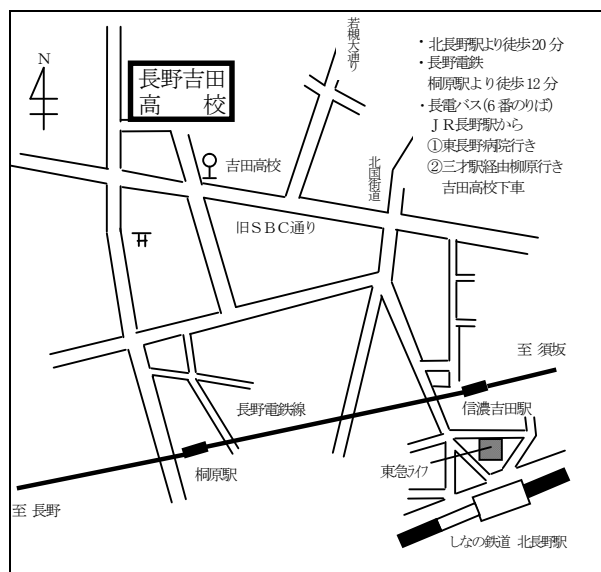 N
長野吉田
高　校
若槻大通り
・北長野駅より徒歩20分
・長野電鉄
桐原駅より徒歩12分
・長電バス(6番のりば)
ＪＲ長野駅から
①東長野病院行き
②三才駅経由柳原行き
吉田高校下車
吉田高校
北国街道
旧ＳＢＣ通り
至 須坂
長野電鉄線
信濃吉田駅
桐原駅
東急ﾗｲﾌ
至 長野
しなの鉄道 北長野駅